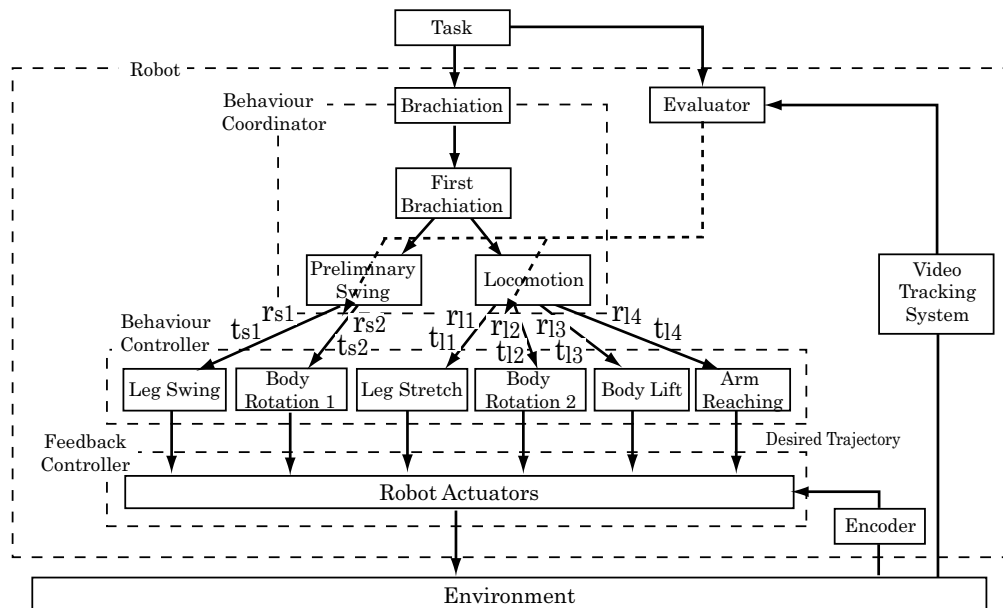 Task
Robot
Behaviour
Coordinator
Brachiation
Evaluator
First
Brachiation
Preliminary
Swing
Locomotion
Video
Tracking
System
Behaviour
Controller
ts1
rs1
ts2
rs2
tl1
rl1
tl2
rl2
tl3
rl3
tl4
rl4
Leg Swing
Body
Rotation 1
Leg Stretch
Body
Rotation 2
Body Lift
Arm
Reaching
Feedback
Controller
Desired Trajectory
Robot Actuators
Encoder
Environment